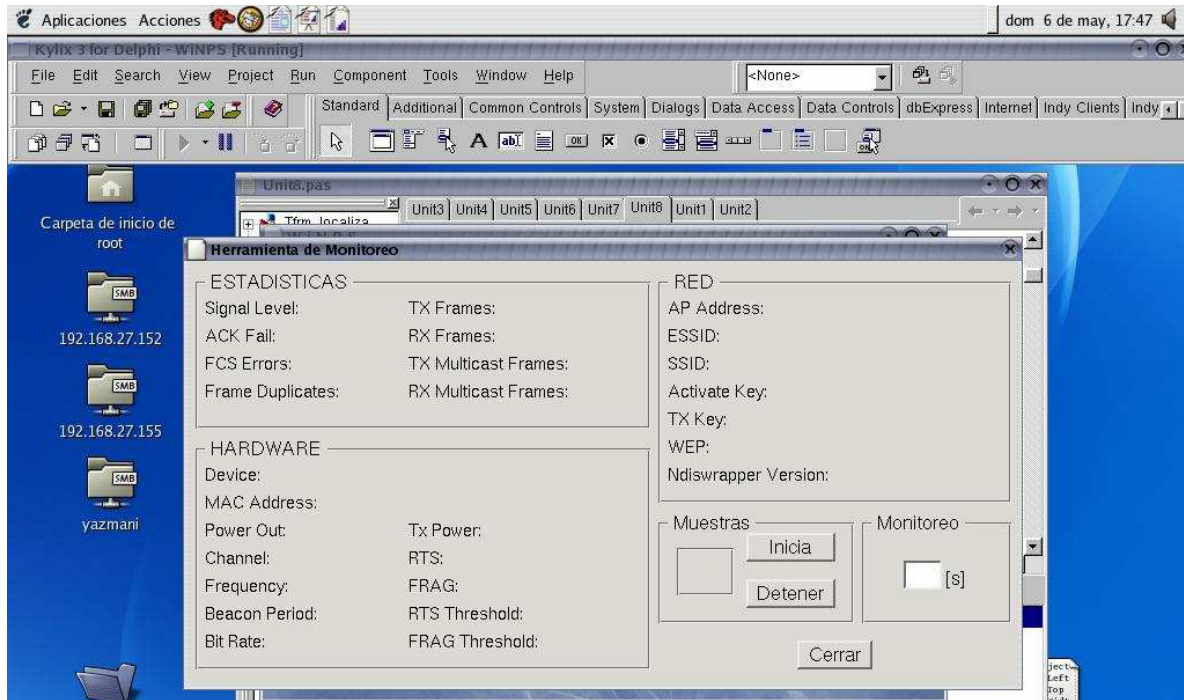 Aplicaciones Acciones dom 6 de may, 17:47
Kylix 3 for Delphi - WiNPS [Running]
File Edit Search View Project Run Component Tools Window Help <None>
Standard Additional Common Controls System Dialogs Data Access Data Controls dbExpress Internet Indy Clients Indy
Carpeta de inicio de
root
192.168.27.152
192.168.27.155
yazmani
SMB
SMB
SMB
Unit8.pas
Tfrm_localiza
Unit3 Unit4 Unit5 Unit6 Unit7 Unit8 Unit1 Unit2
Herramienta de Monitoreo
ESTADISTICAS
Signal Level: TX Frames:
ACK Fail: RX Frames:
FCS Errors: TX Multicast Frames:
Frame Duplicates: RX Multicast Frames:
HARDWARE
Device:
MAC Address:
Power Out: Tx Power:
Channel: RTS:
Frequency: FRAG:
Beacon Period: RTS Threshold:
Bit Rate: FRAG Threshold:
RED
AP Address:
ESSID:
SSID:
Activate Key:
TX Key:
WEP:
Ndiswrapper Version:
Muestras
Inicia
Detener
Monitoreo
[s]
Cerrar